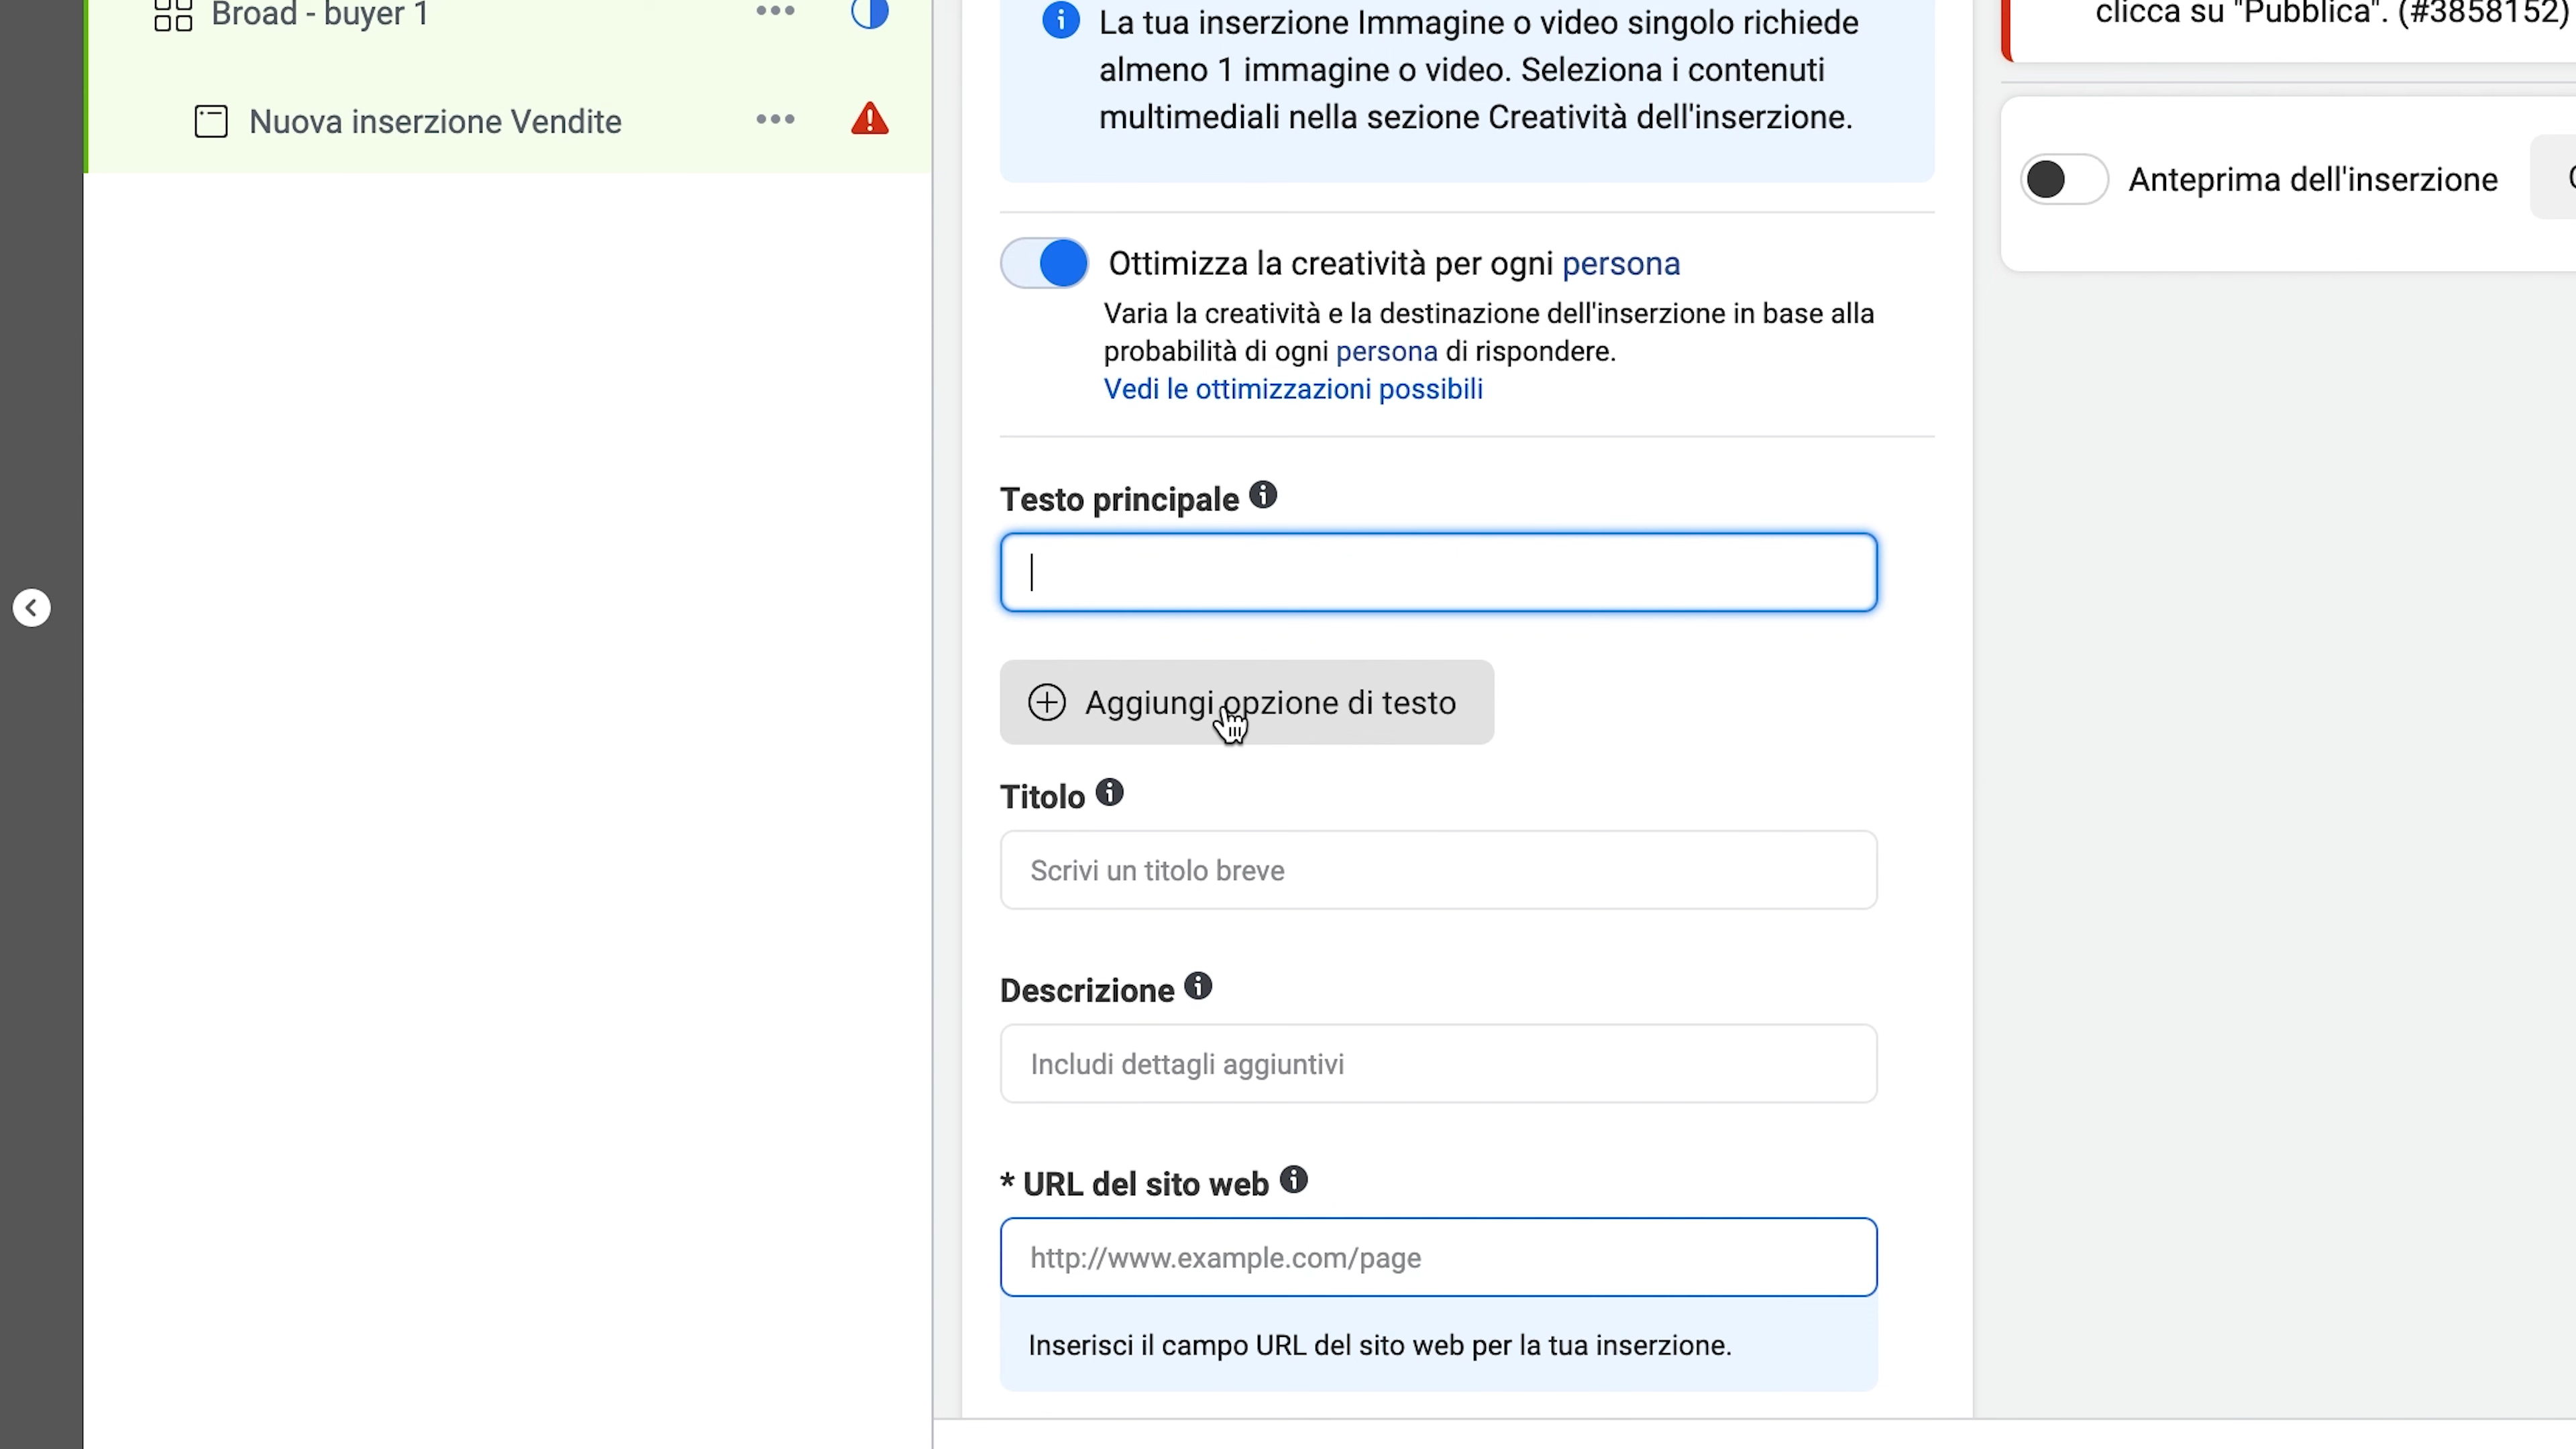 Broad - buyer 1
Nuova inserzione Vendite
La tua inserzione Immagine o video singolo richiede
almeno 1 immagine o video. Seleziona i contenuti
multimediali nella sezione Creatività dell'inserzione.
Ottimizza la creatività per ogni persona
Varia la creatività e la destinazione dell'inserzione in base alla
probabilità di ogni persona di rispondere.
Vedi le ottimizzazioni possibili
Testo principale
Aggiungi opzione di testo
Titolo
Scrivi un titolo breve
Descrizione
Includi dettagli aggiuntivi
* URL del sito web
http://www.example.com/page
Inserisci il campo URL del sito web per la tua inserzione.
clicca su "Pubblica". (#3858152)
Anteprima dell'inserzione